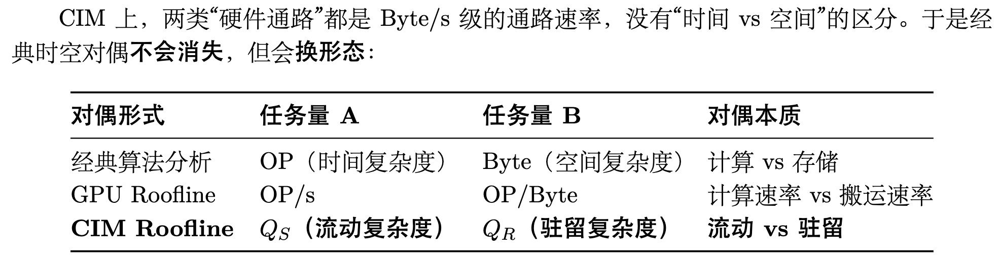 CIM 上，两类“硬件通路”都是 Byte/s 级的通路速率，没有“时间 vs 空间”的区分。于是经
典时空对偶不会消失，但会换形态：
对偶形式 任务量 A 任务量 B 对偶本质
经典算法分析 OP（时间复杂度） Byte（空间复杂度） 计算 vs 存储
GPU Roofline OP/s OP/Byte 计算速率 vs 搬运速率
CIM Roofline Q_S（流动复杂度） Q_R（驻留复杂度） 流动 vs 驻留